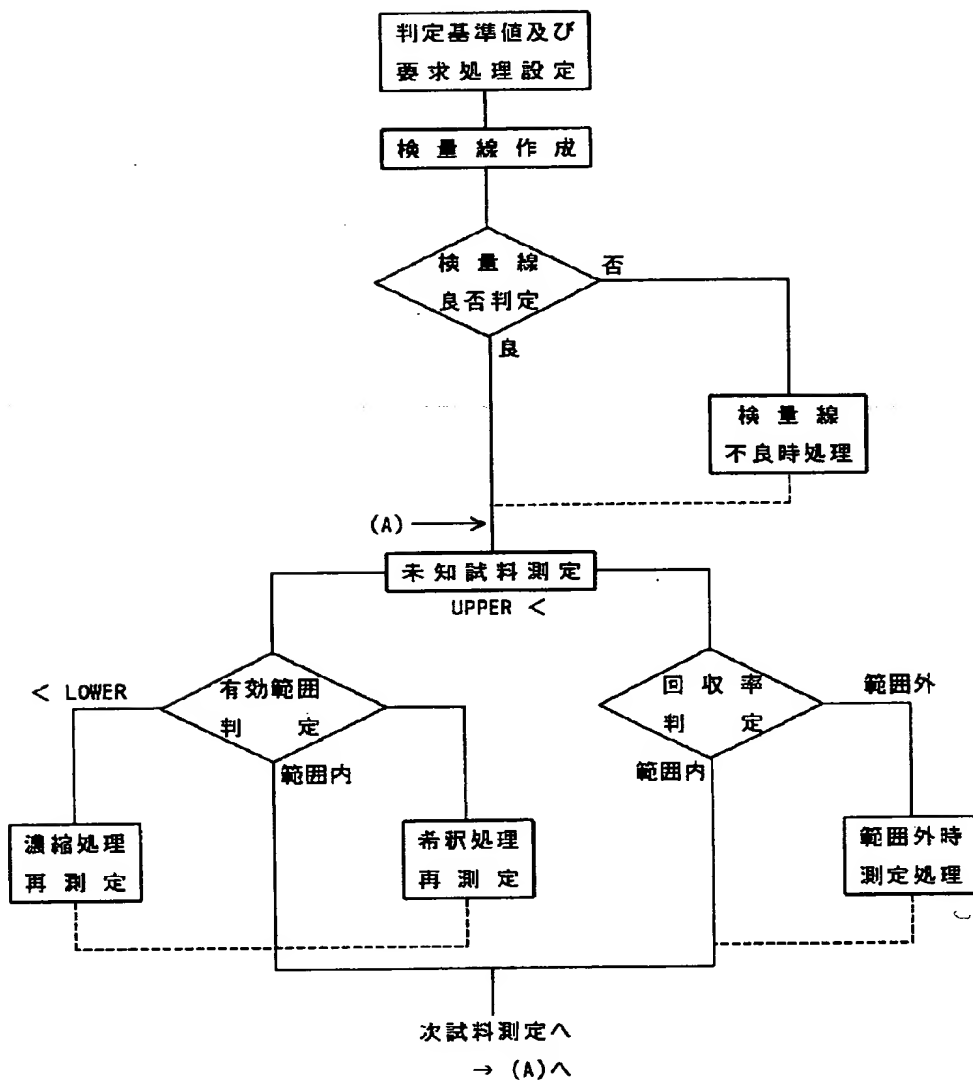 判定基準値及び
要求処理設定
検量線作成
検量線
良否判定
否
良
検量線
不良時処理
(A)
未知試料測定
UPPER <
< LOWER
有効範囲
判定
範囲内
回収率
判定
範囲外
範囲内
濃縮処理
再測定
希釈処理
再測定
範囲外時
測定処理
次試料測定へ
→ (A)へ